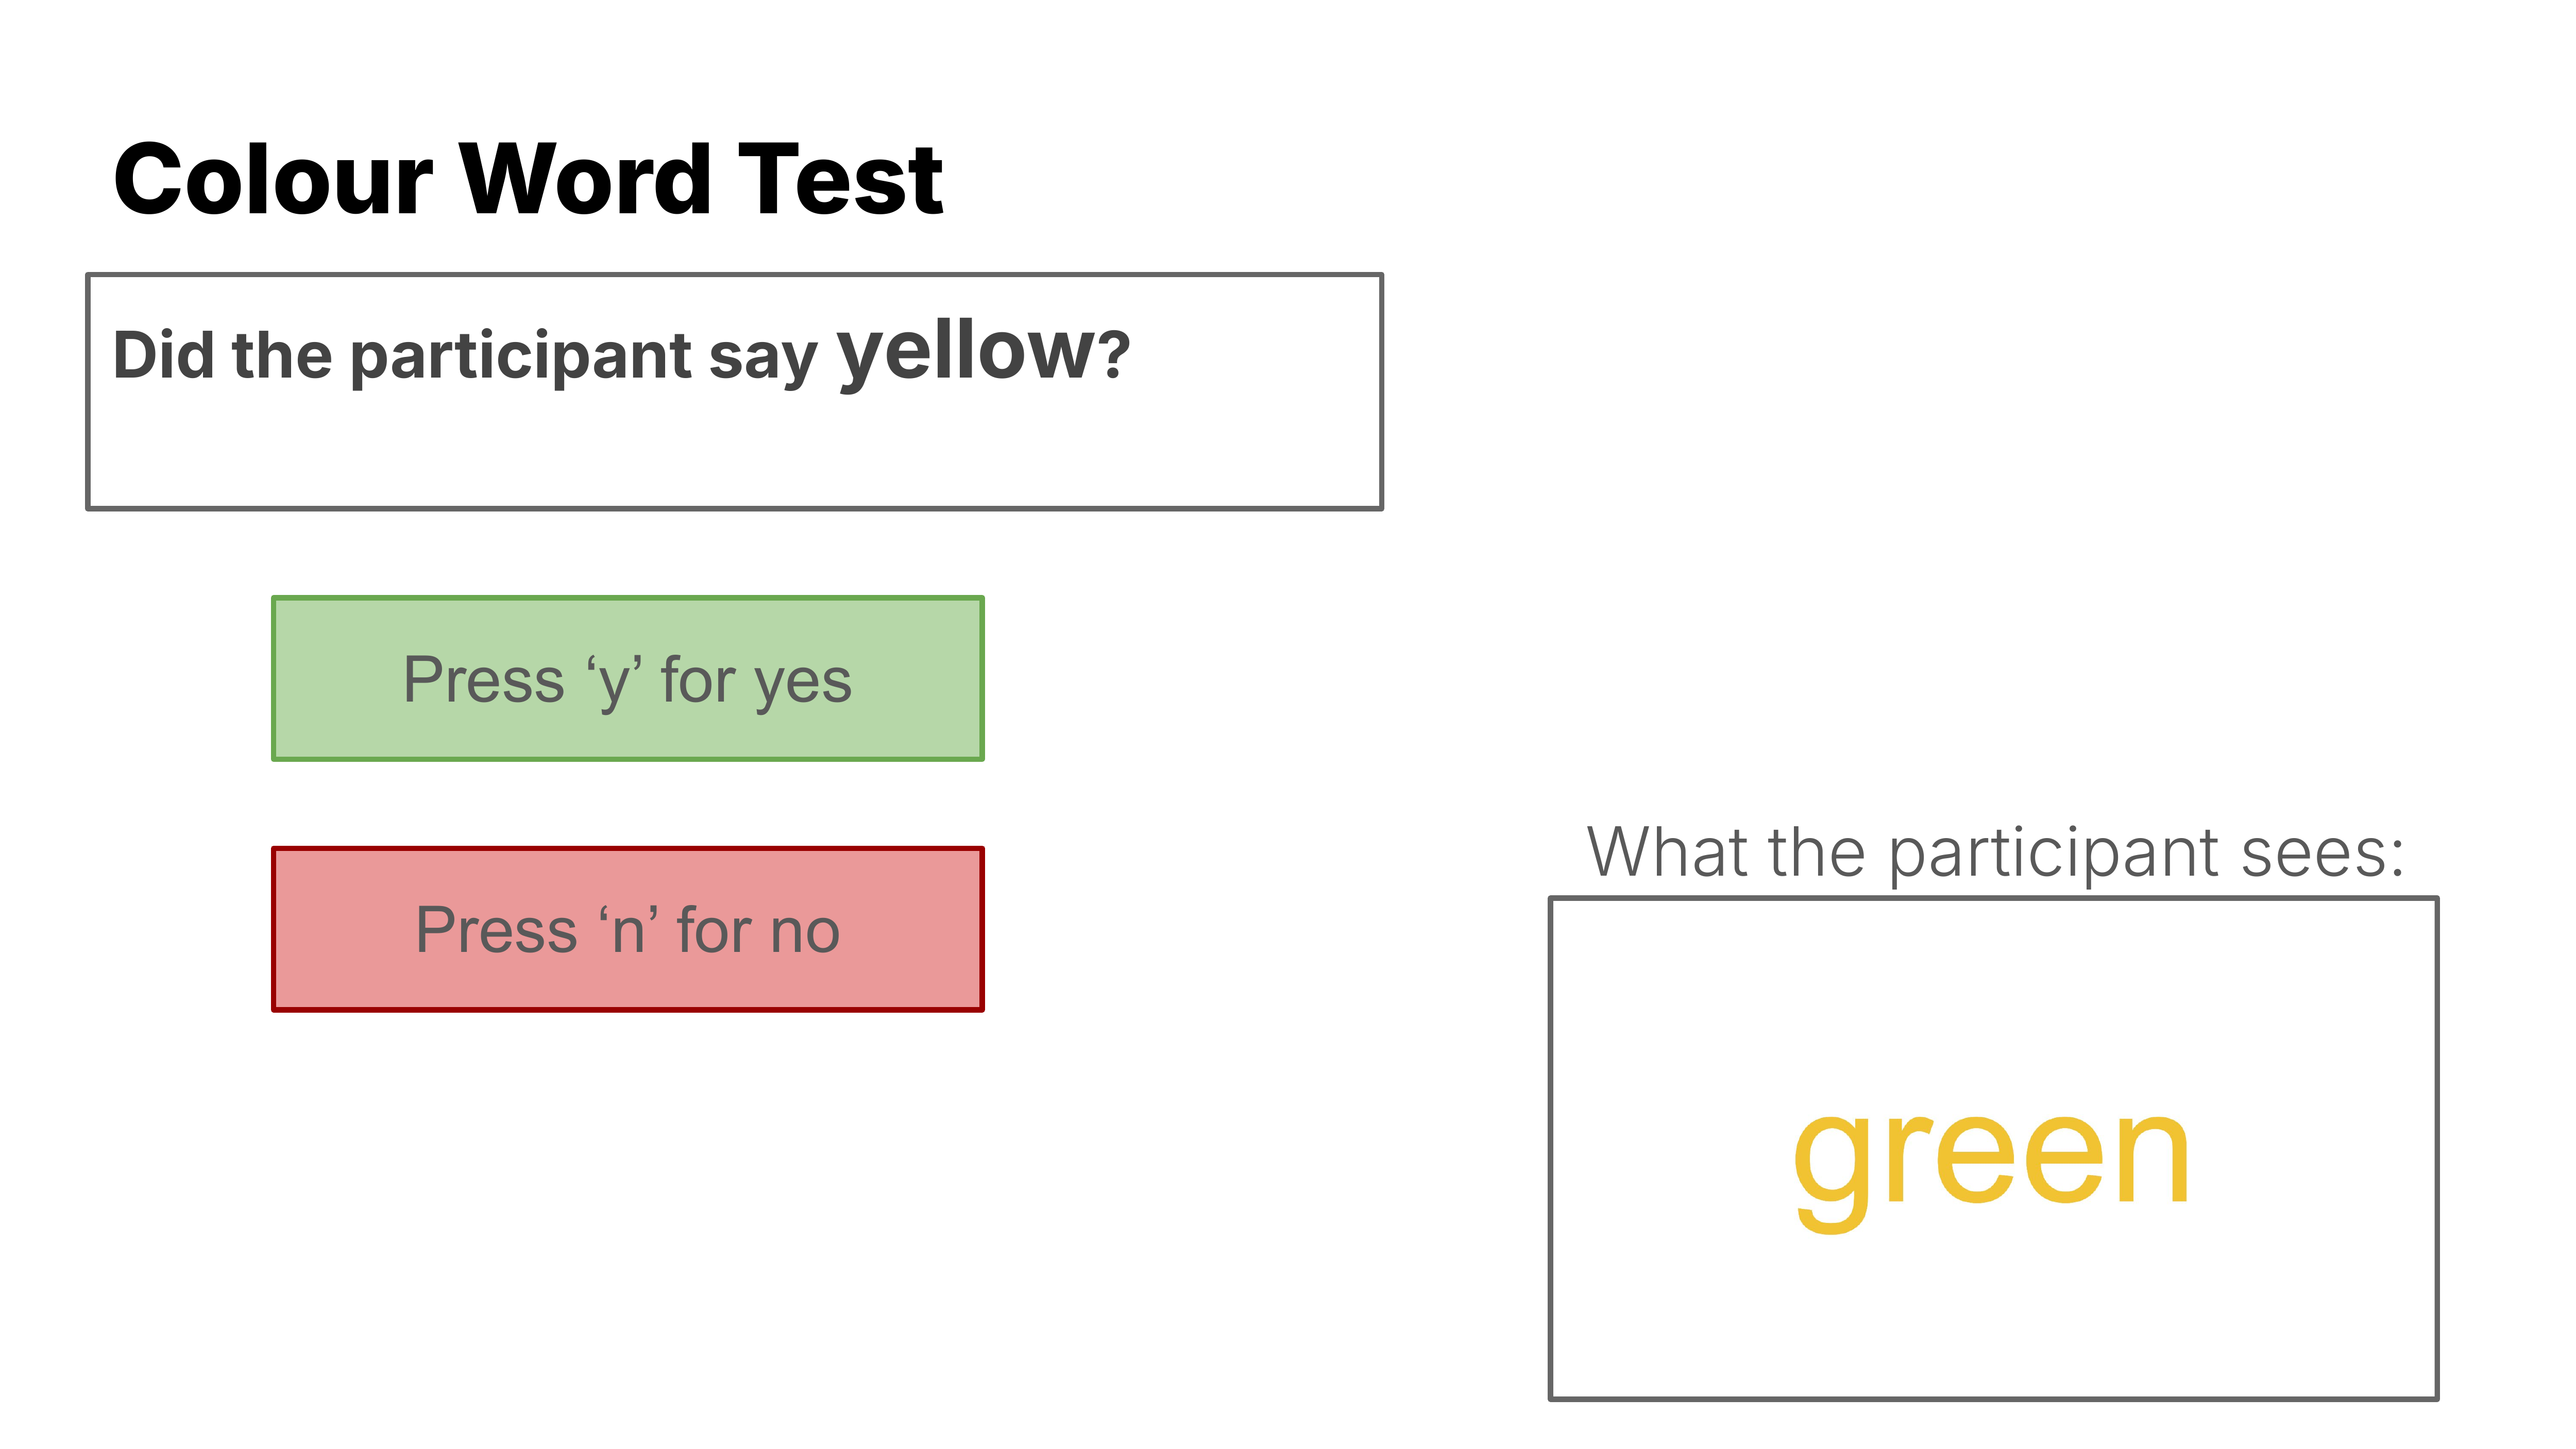 Colour Word Test
Did the participant say yellow?
Press ‘y’ for yes
Press ‘n’ for no
What the participant sees:
green